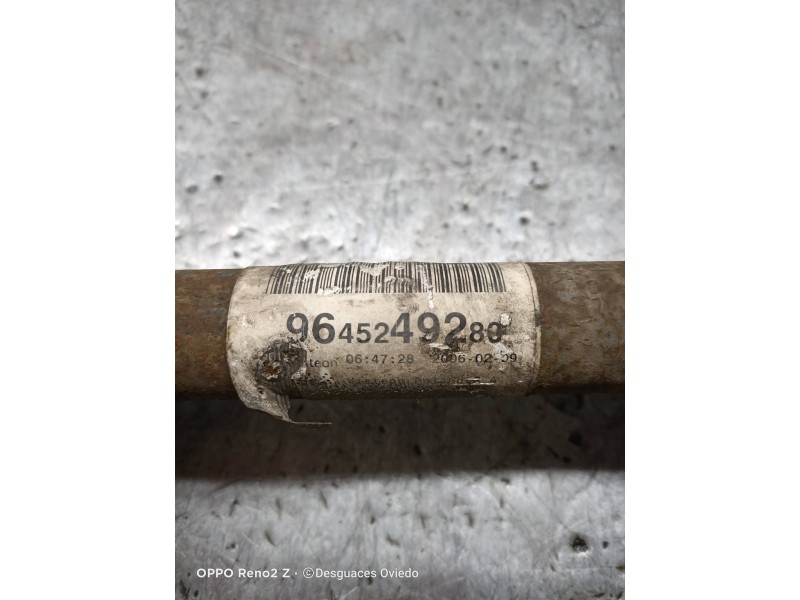 9645249280
teon 06:47:28 2006-02-09
OPPO Reno2 Z · ©Desguaces Oviedo